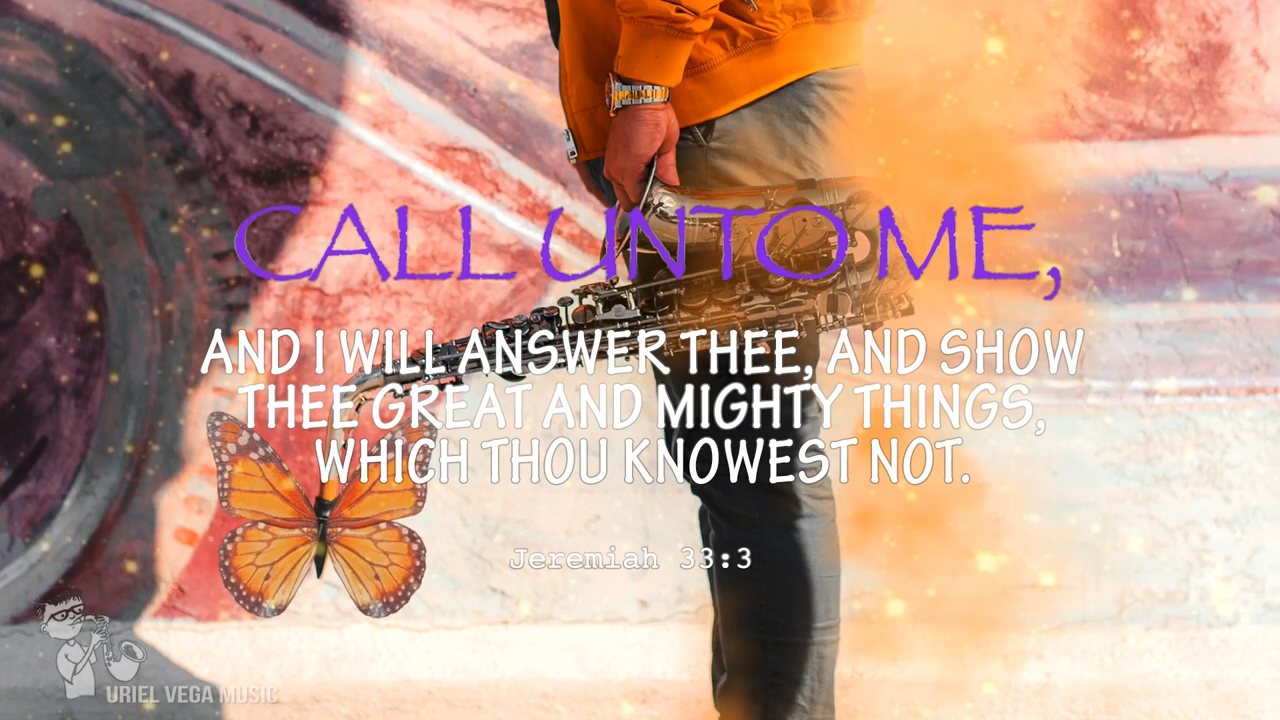 CALL UNTO ME,
AND I WILL ANSWER THEE, AND SHOW
THEE GREAT AND MIGHTY THINGS,
WHICH THOU KNOWEST NOT.
Jeremiah 33:3
URIEL VEGA MUSIC